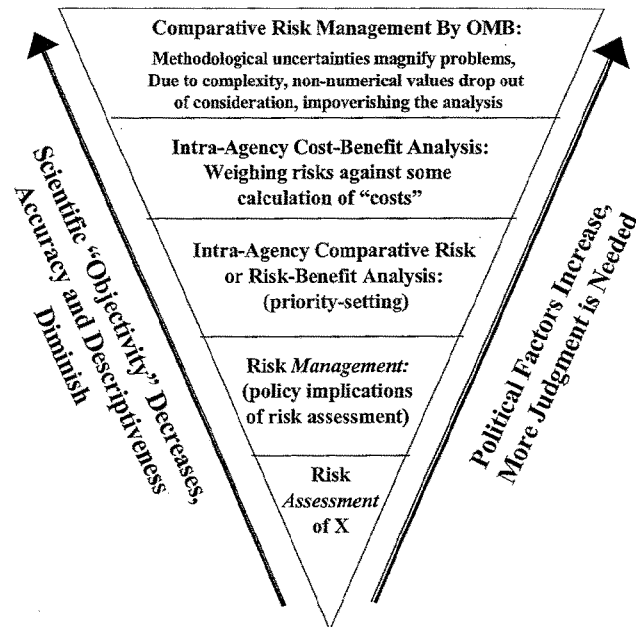 Comparative Risk Management By OMB:
Methodological uncertainties magnify problems,
Due to complexity, non-numerical values drop out
of consideration, impoverishing the analysis
Intra-Agency Cost-Benefit Analysis:
Weighing risks against some
calculation of “costs”
Intra-Agency Comparative Risk
or Risk-Benefit Analysis:
(priority-setting)
Risk Management:
(policy implications
of risk assessment)
Risk
Assessment
of X
Scientific “Objectivity” Decreases,
Accuracy and Descriptiveness
Diminish
Political Factors Increase,
More Judgment is Needed